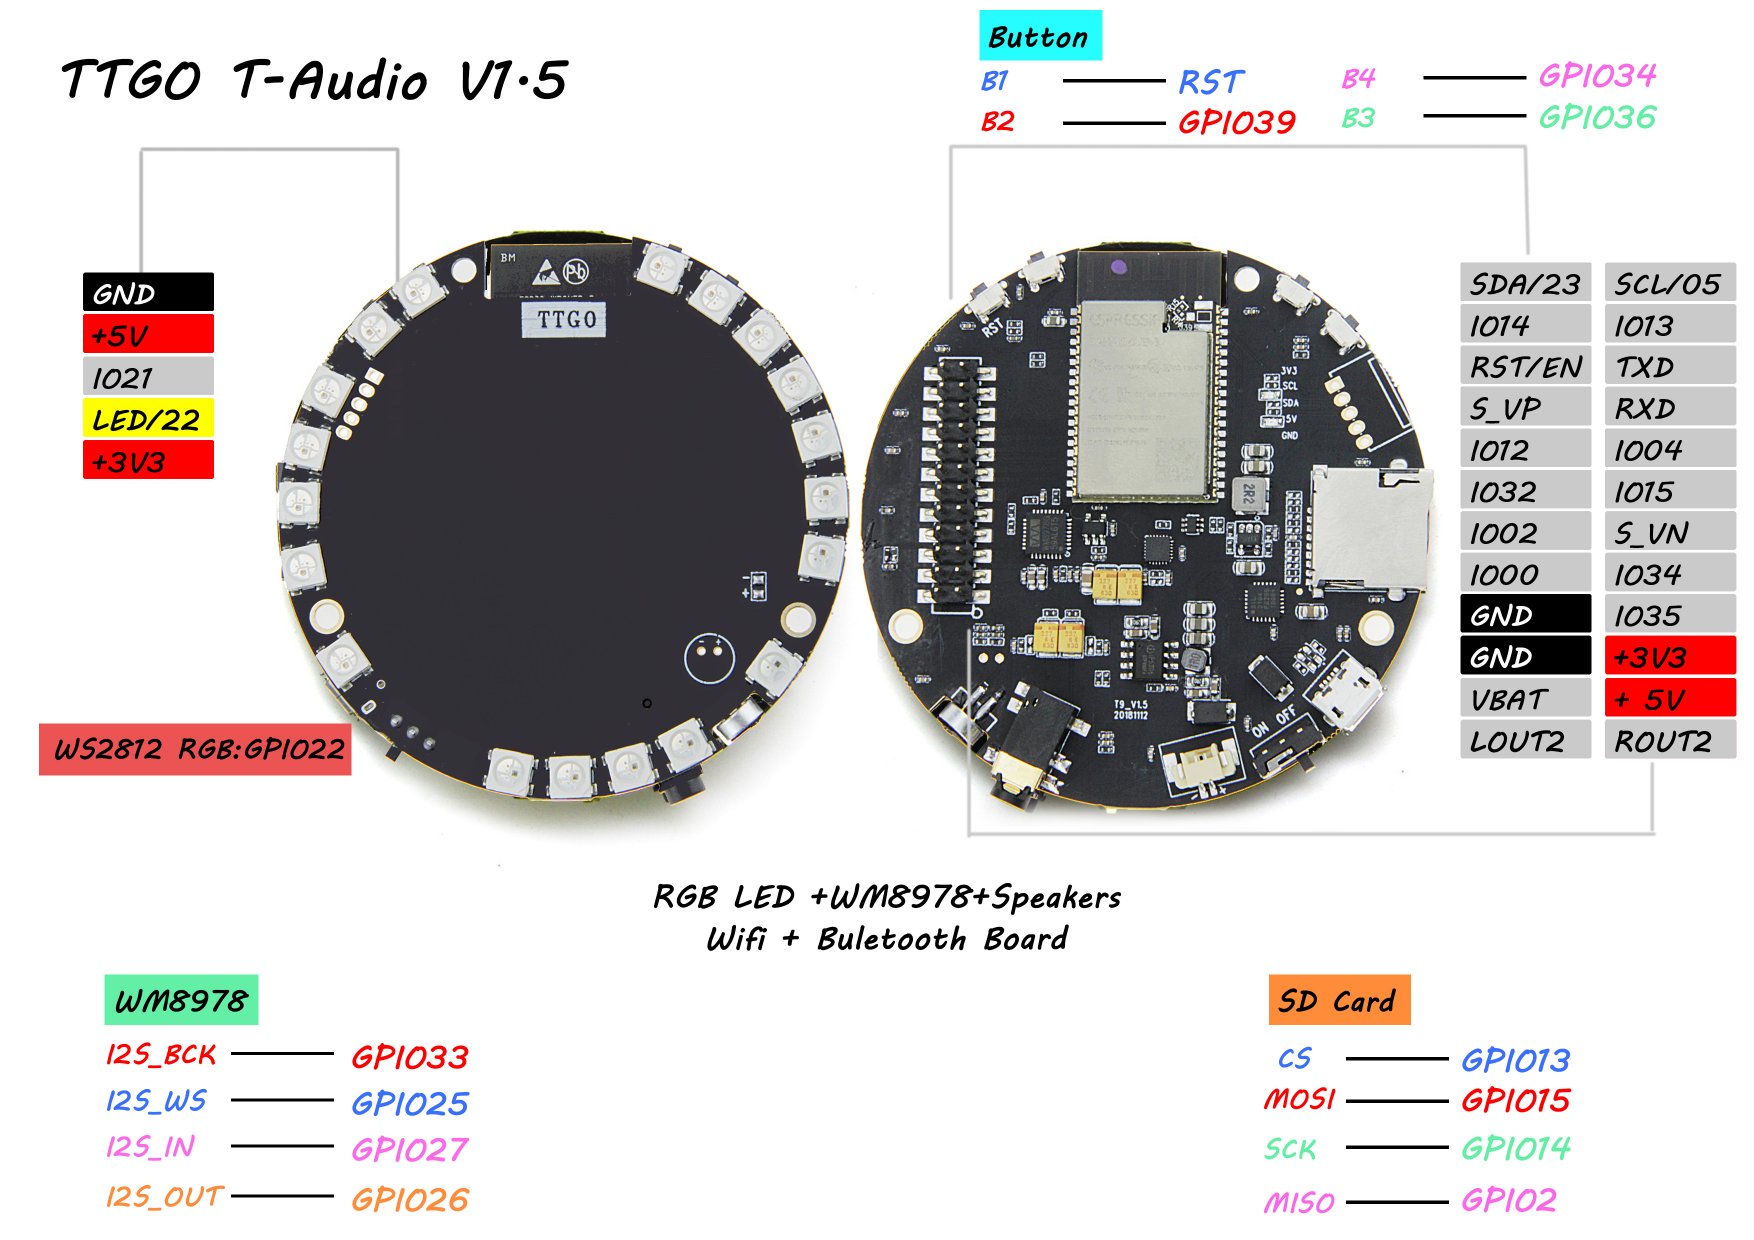 TTGO T-Audio V1.5
Button
B1 RST
B2 GPIO39
B4 GPIO34
B3 GPIO36
GND
+5V
IO21
LED/22
+3V3
BM
Pb
TTGO
WS2812 RGB:GPIO22
RST
3V3
SCL
SDA
5V
GND
2R2
T9_V1.5
20181112
ON OFF
SDA/23 SCL/05
IO14 IO13
RST/EN TXD
S_VP RXD
IO12 IO04
IO32 IO15
IO02 S_VN
IO00 IO34
GND IO35
GND +3V3
VBAT + 5V
LOUT2 ROUT2
RGB LED +WM8978+Speakers
Wifi + Buletooth Board
WM8978
I2S_BCK GPIO33
I2S_WS GPIO25
I2S_IN GPIO27
I2S_OUT GPIO26
SD Card
CS GPIO13
MOSI GPIO15
SCK GPIO14
MISO GPIO2